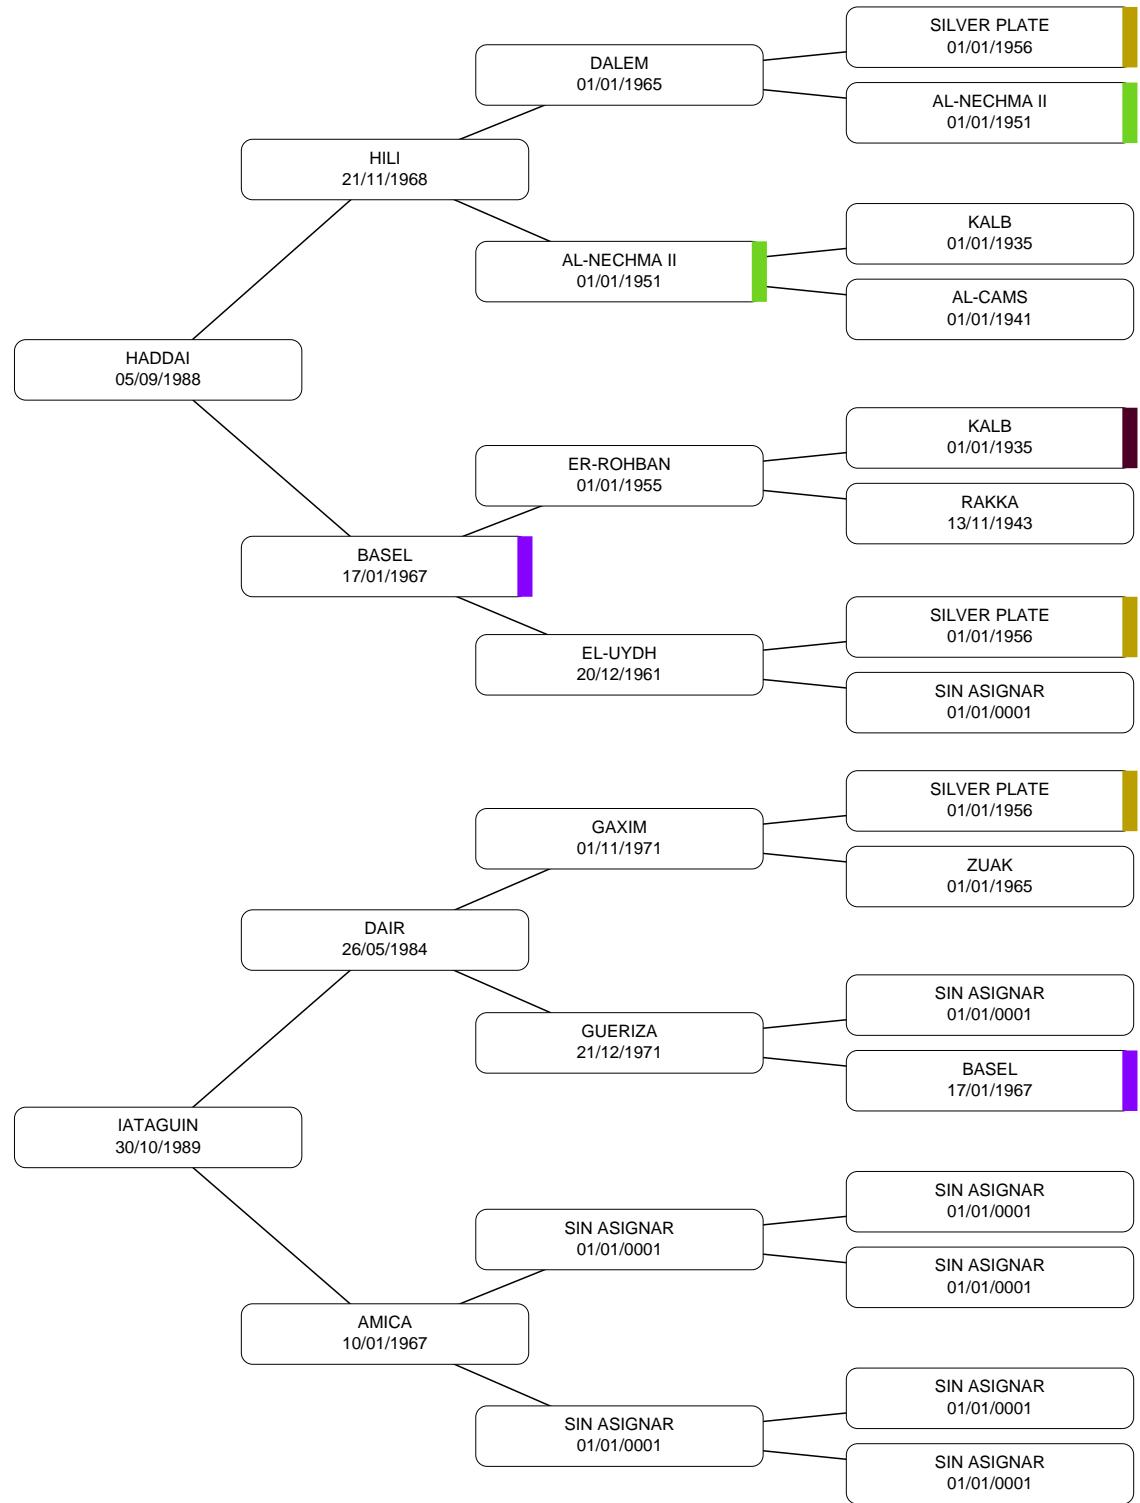 SILVER PLATE
01/01/1956
DALEM
01/01/1965
AL-NECHMA II
01/01/1951
HILI
21/11/1968
KALB
01/01/1935
AL-NECHMA II
01/01/1951
AL-CAMS
01/01/1941
HADDAI
05/09/1988
KALB
01/01/1935
ER-ROHBAN
01/01/1955
RAKKA
13/11/1943
BASEL
17/01/1967
SILVER PLATE
01/01/1956
EL-UYDH
20/12/1961
SIN ASIGNAR
01/01/0001
SILVER PLATE
01/01/1956
GAXIM
01/11/1971
ZUAK
01/01/1965
DAIR
26/05/1984
SIN ASIGNAR
01/01/0001
GUERIZA
21/12/1971
BASEL
17/01/1967
IATAGUIN
30/10/1989
SIN ASIGNAR
01/01/0001
SIN ASIGNAR
01/01/0001
SIN ASIGNAR
01/01/0001
AMICA
10/01/1967
SIN ASIGNAR
01/01/0001
SIN ASIGNAR
01/01/0001
SIN ASIGNAR
01/01/0001